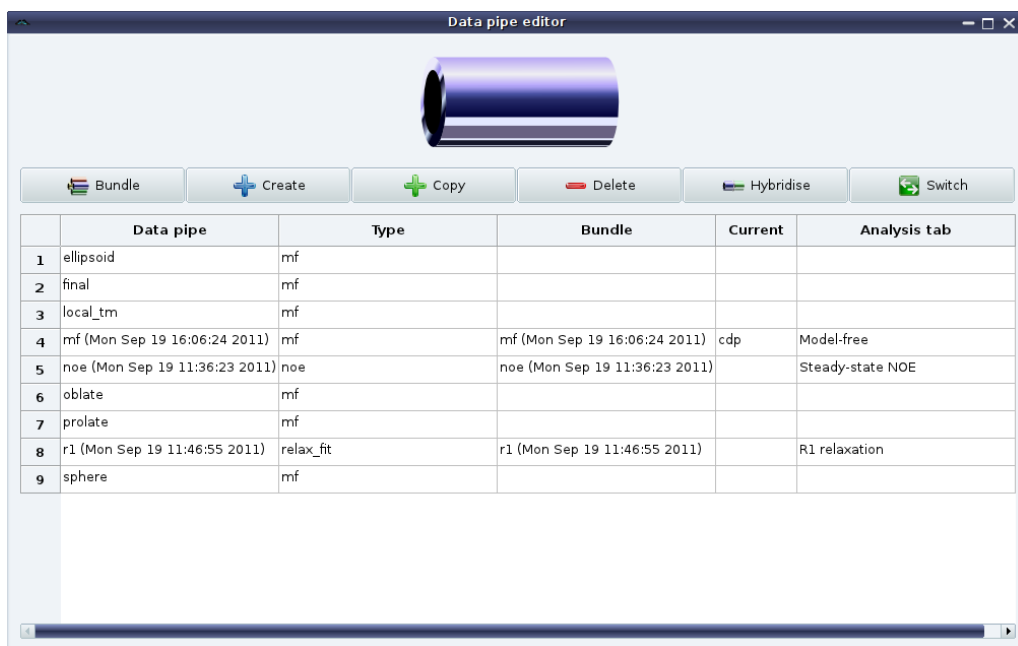 Data pipe editor
Bundle Create Copy Delete Hybridise Switch
Data pipe Type Bundle Current Analysis tab
1 ellipsoid mf
2 final mf
3 local_tm mf
4 mf (Mon Sep 19 16:06:24 2011) mf mf (Mon Sep 19 16:06:24 2011) cdp Model-free
5 noe (Mon Sep 19 11:36:23 2011) noe noe (Mon Sep 19 11:36:23 2011) Steady-state NOE
6 oblate mf
7 prolate mf
8 r1 (Mon Sep 19 11:46:55 2011) relax_fit r1 (Mon Sep 19 11:46:55 2011) R1 relaxation
9 sphere mf